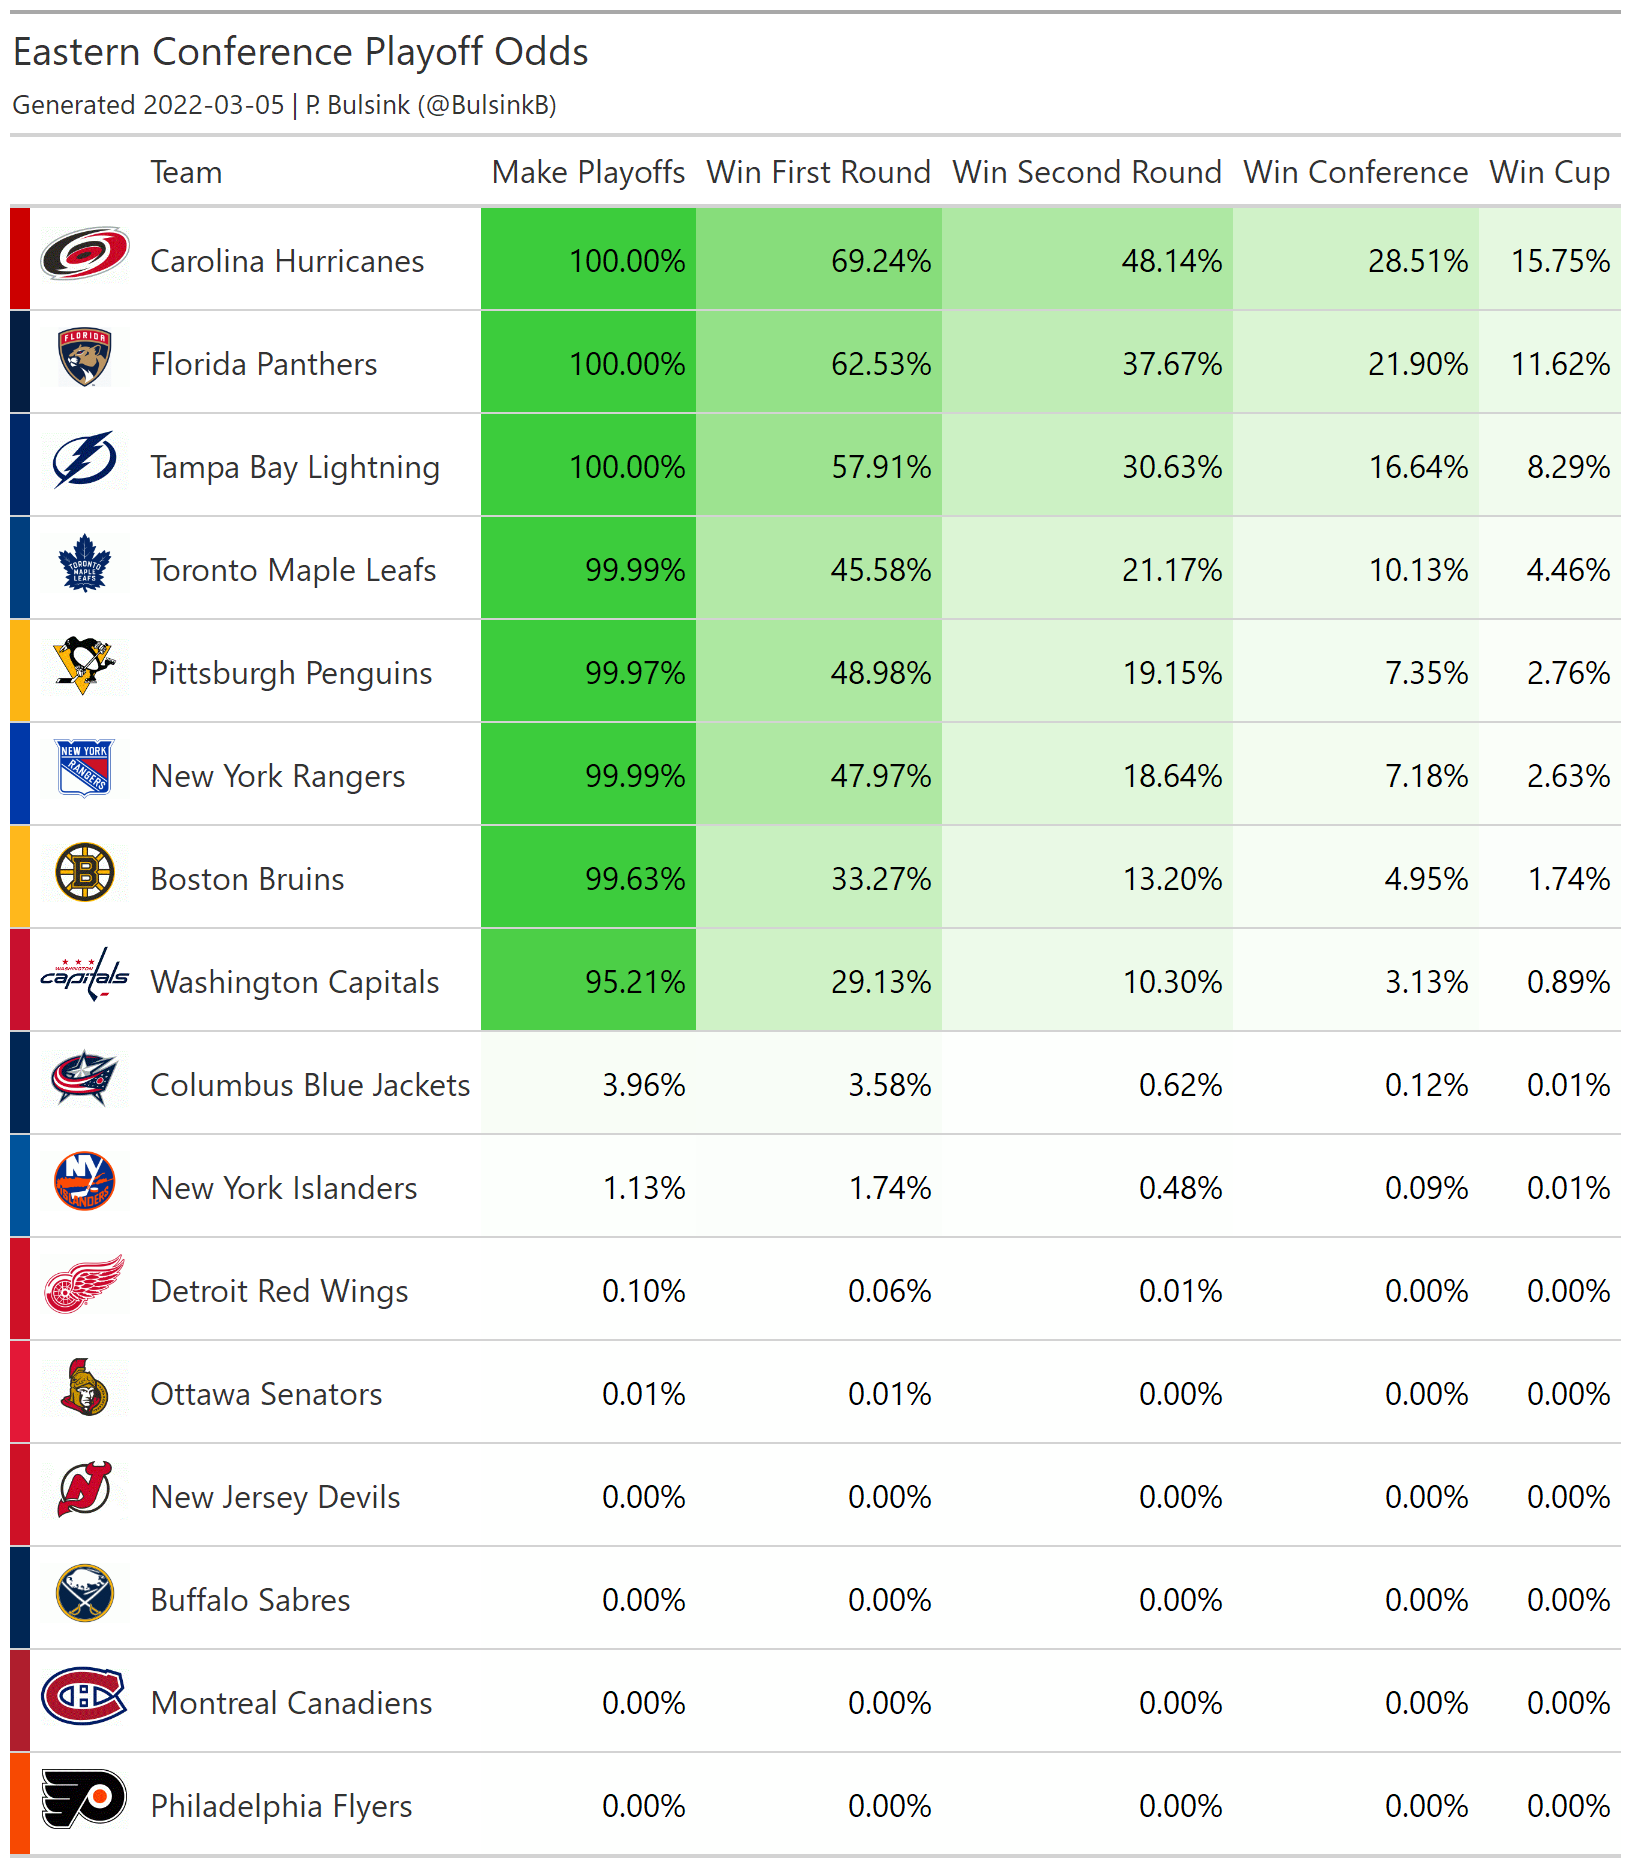 Eastern Conference Playoff Odds
Generated 2022-03-05 | P. Bulsink (@BulsinkB)
Team Make Playoffs Win First Round Win Second Round Win Conference Win Cup
Carolina Hurricanes 100.00% 69.24% 48.14% 28.51% 15.75%
FLORIDA
Florida Panthers 100.00% 62.53% 37.67% 21.90% 11.62%
Tampa Bay Lightning 100.00% 57.91% 30.63% 16.64% 8.29%
TORONTO
MAPLE
LEAFS
Toronto Maple Leafs 99.99% 45.58% 21.17% 10.13% 4.46%
Pittsburgh Penguins 99.97% 48.98% 19.15% 7.35% 2.76%
NEW YORK
RANGERS
New York Rangers 99.99% 47.97% 18.64% 7.18% 2.63%
B
Boston Bruins 99.63% 33.27% 13.20% 4.95% 1.74%
WASHINGTON
capitals
Washington Capitals 95.21% 29.13% 10.30% 3.13% 0.89%
Columbus Blue Jackets 3.96% 3.58% 0.62% 0.12% 0.01%
NY
ISLANDERS
New York Islanders 1.13% 1.74% 0.48% 0.09% 0.01%
Detroit Red Wings 0.10% 0.06% 0.01% 0.00% 0.00%
Ottawa Senators 0.01% 0.01% 0.00% 0.00% 0.00%
New Jersey Devils 0.00% 0.00% 0.00% 0.00% 0.00%
Buffalo Sabres 0.00% 0.00% 0.00% 0.00% 0.00%
Montreal Canadiens 0.00% 0.00% 0.00% 0.00% 0.00%
Philadelphia Flyers 0.00% 0.00% 0.00% 0.00% 0.00%